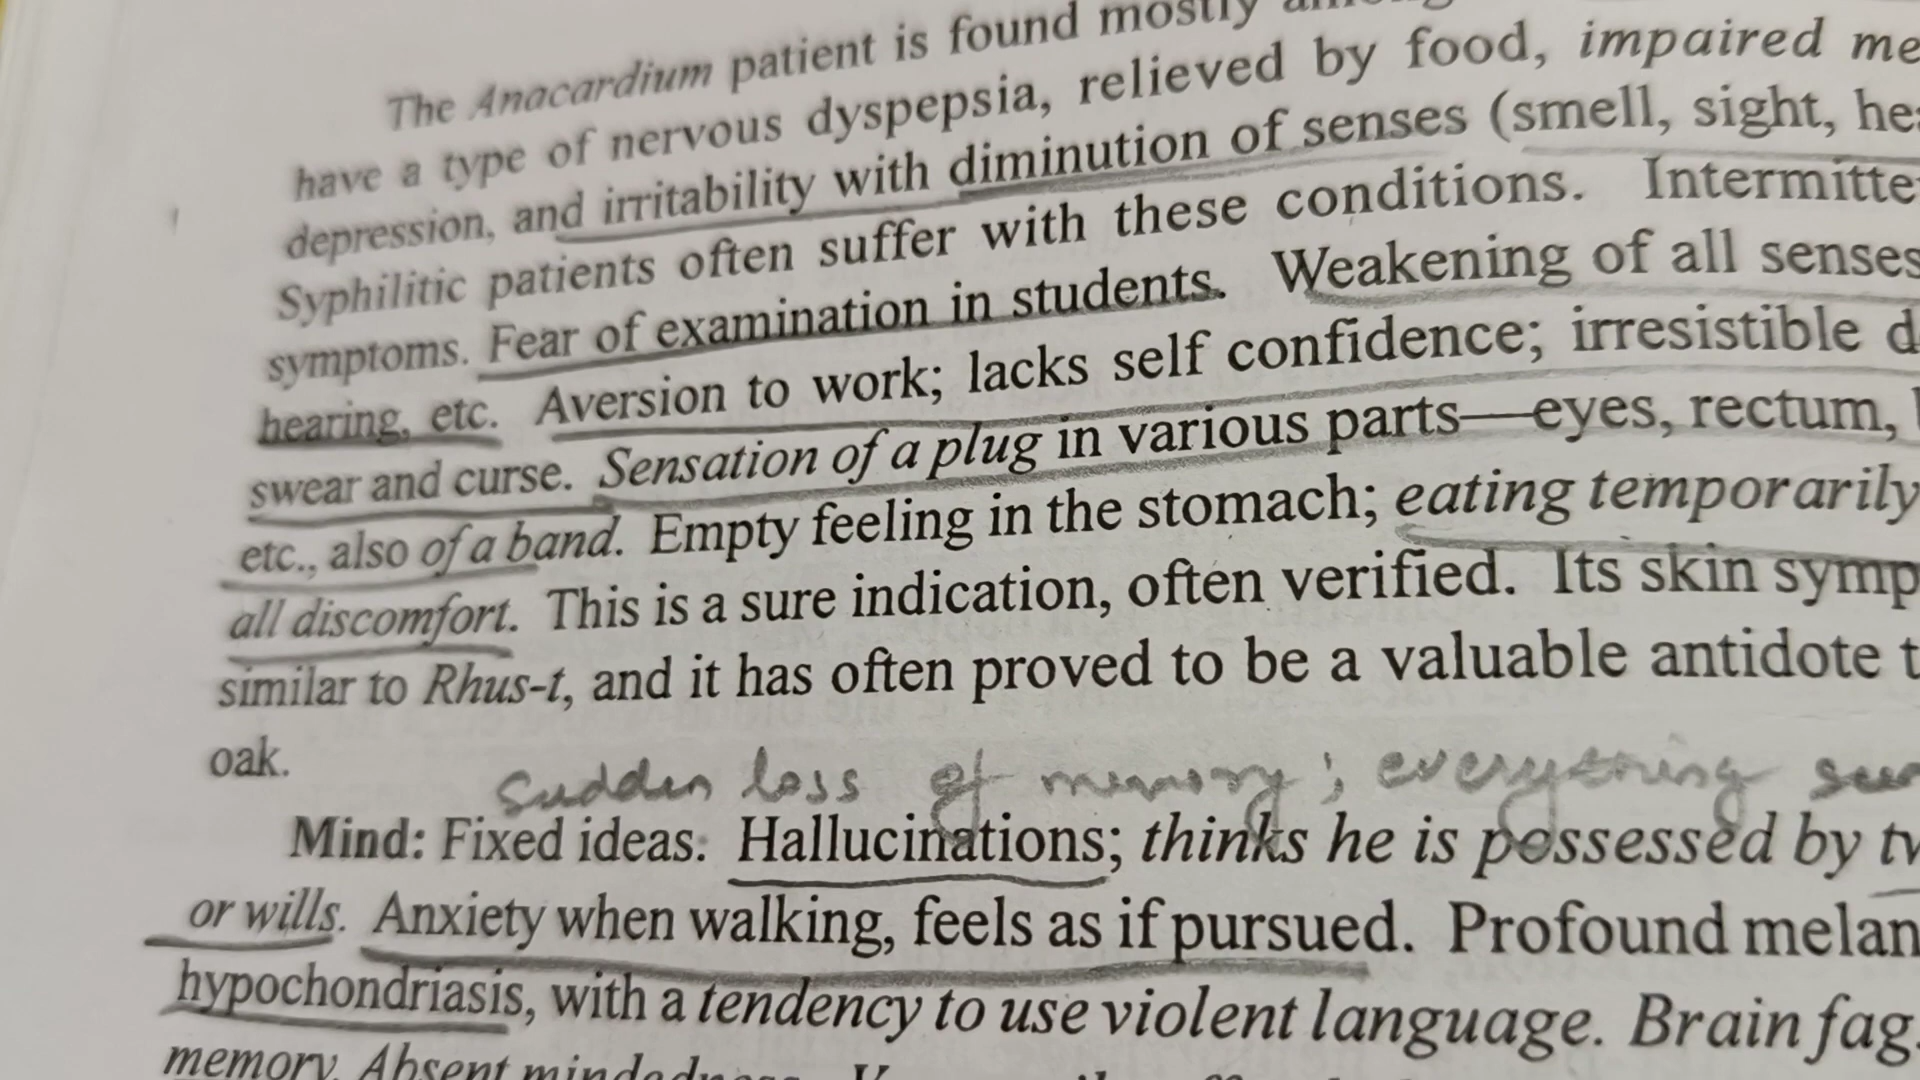 The Anacardium patient is found mostly
have a type of nervous dyspepsia, relieved by food, impaired me
depression, and irritability with diminution of senses (smell, sight, he
Syphilitic patients often suffer with these conditions. Intermitte
symptoms. Fear of examination in students. Weakening of all senses
hearing, etc. Aversion to work; lacks self confidence; irresistible d
swear and curse. Sensation of a plug in various parts—eyes, rectum,
etc., also of a band. Empty feeling in the stomach; eating temporarily
all discomfort. This is a sure indication, often verified. Its skin symp
similar to Rhus-t, and it has often proved to be a valuable antidote t
oak.
Sudden loss of memory; everything
Mind: Fixed ideas. Hallucinations; thinks he is possessed by tw
or wills. Anxiety when walking, feels as if pursued. Profound melan
hypochondriasis, with a tendency to use violent language. Brain fag.
memory. Absent mindedness.